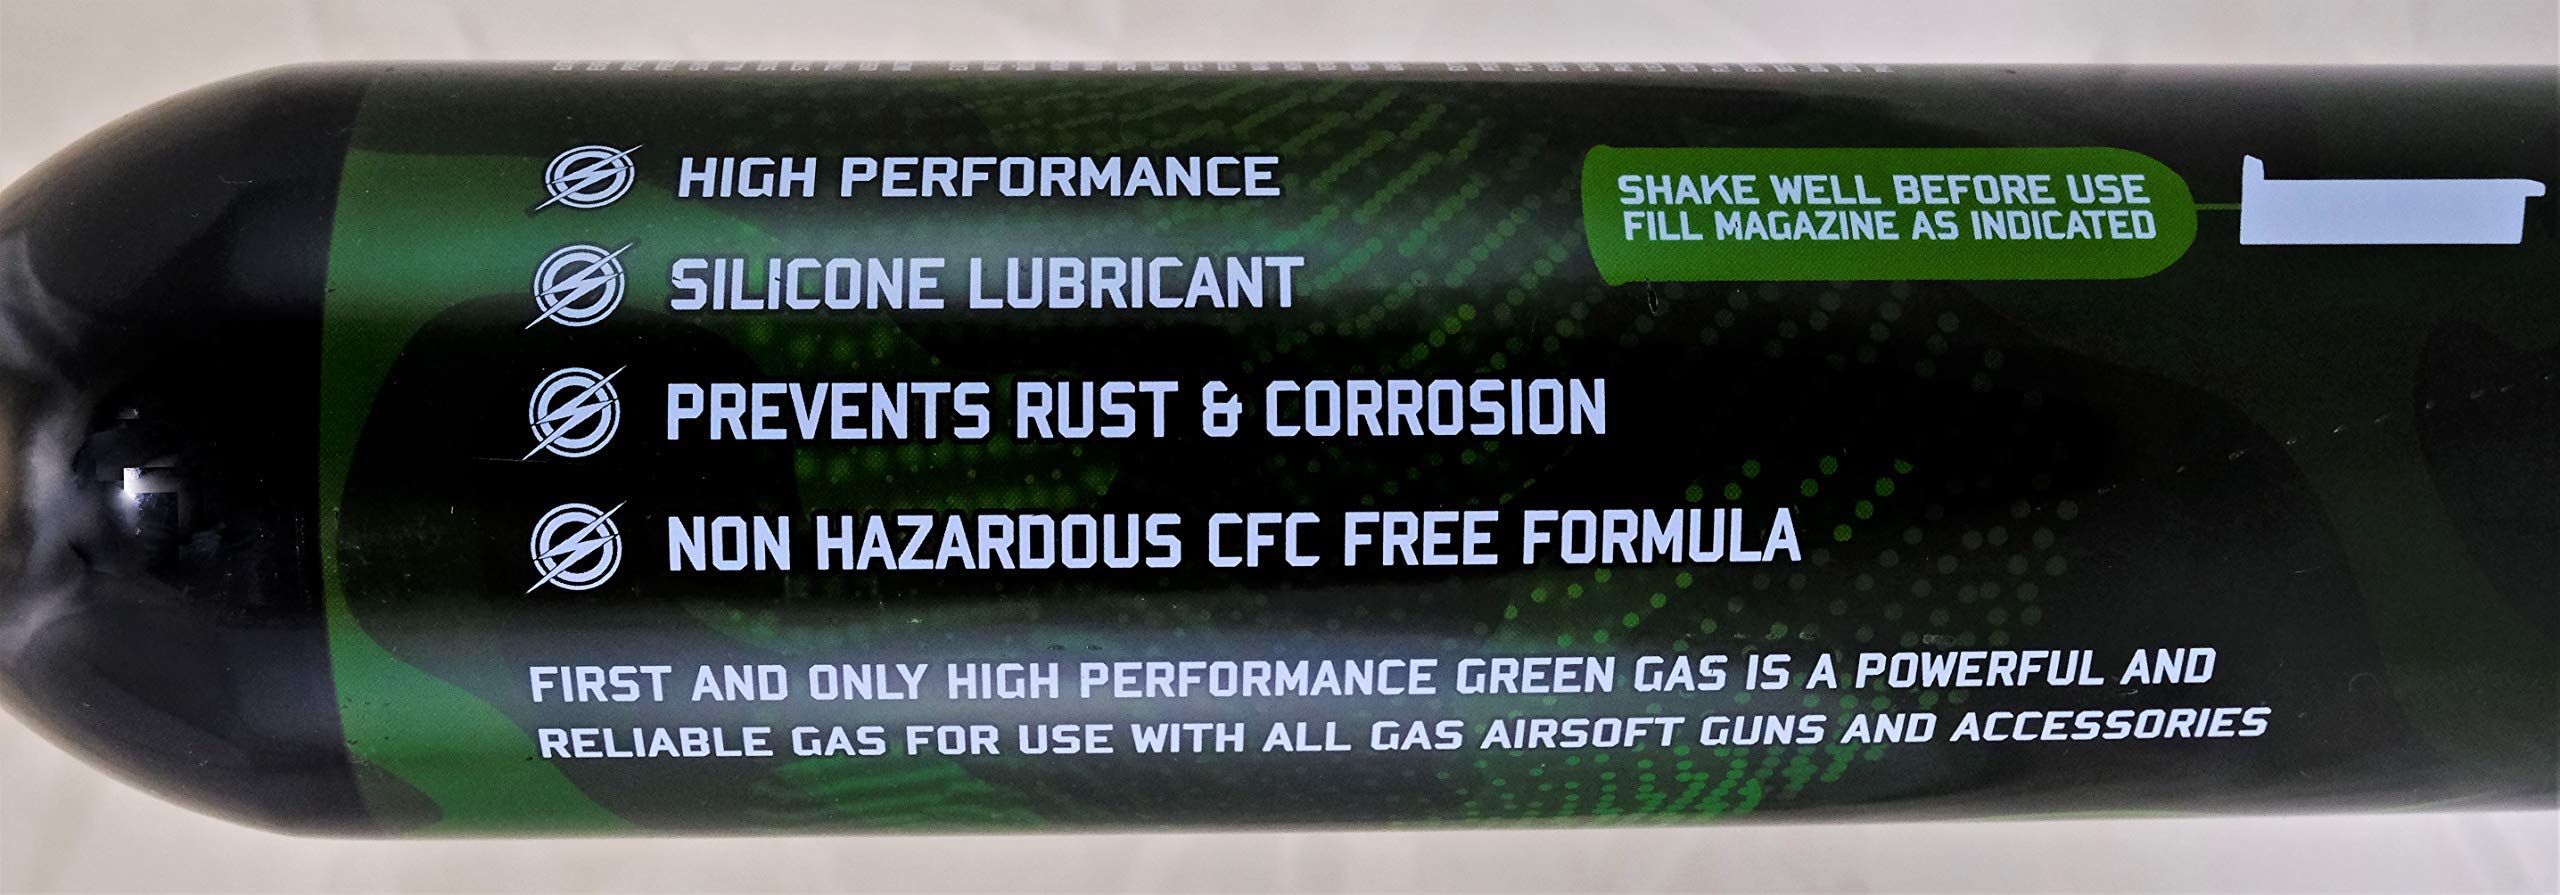 HIGH PERFORMANCE
SILICONE LUBRICANT
PREVENTS RUST & CORROSION
NON HAZARDOUS CFC FREE FORMULA
SHAKE WELL BEFORE USE
FILL MAGAZINE AS INDICATED
FIRST AND ONLY HIGH PERFORMANCE GREEN GAS IS A POWERFUL AND
RELIABLE GAS FOR USE WITH ALL GAS AIRSOFT GUNS AND ACCESSORIES